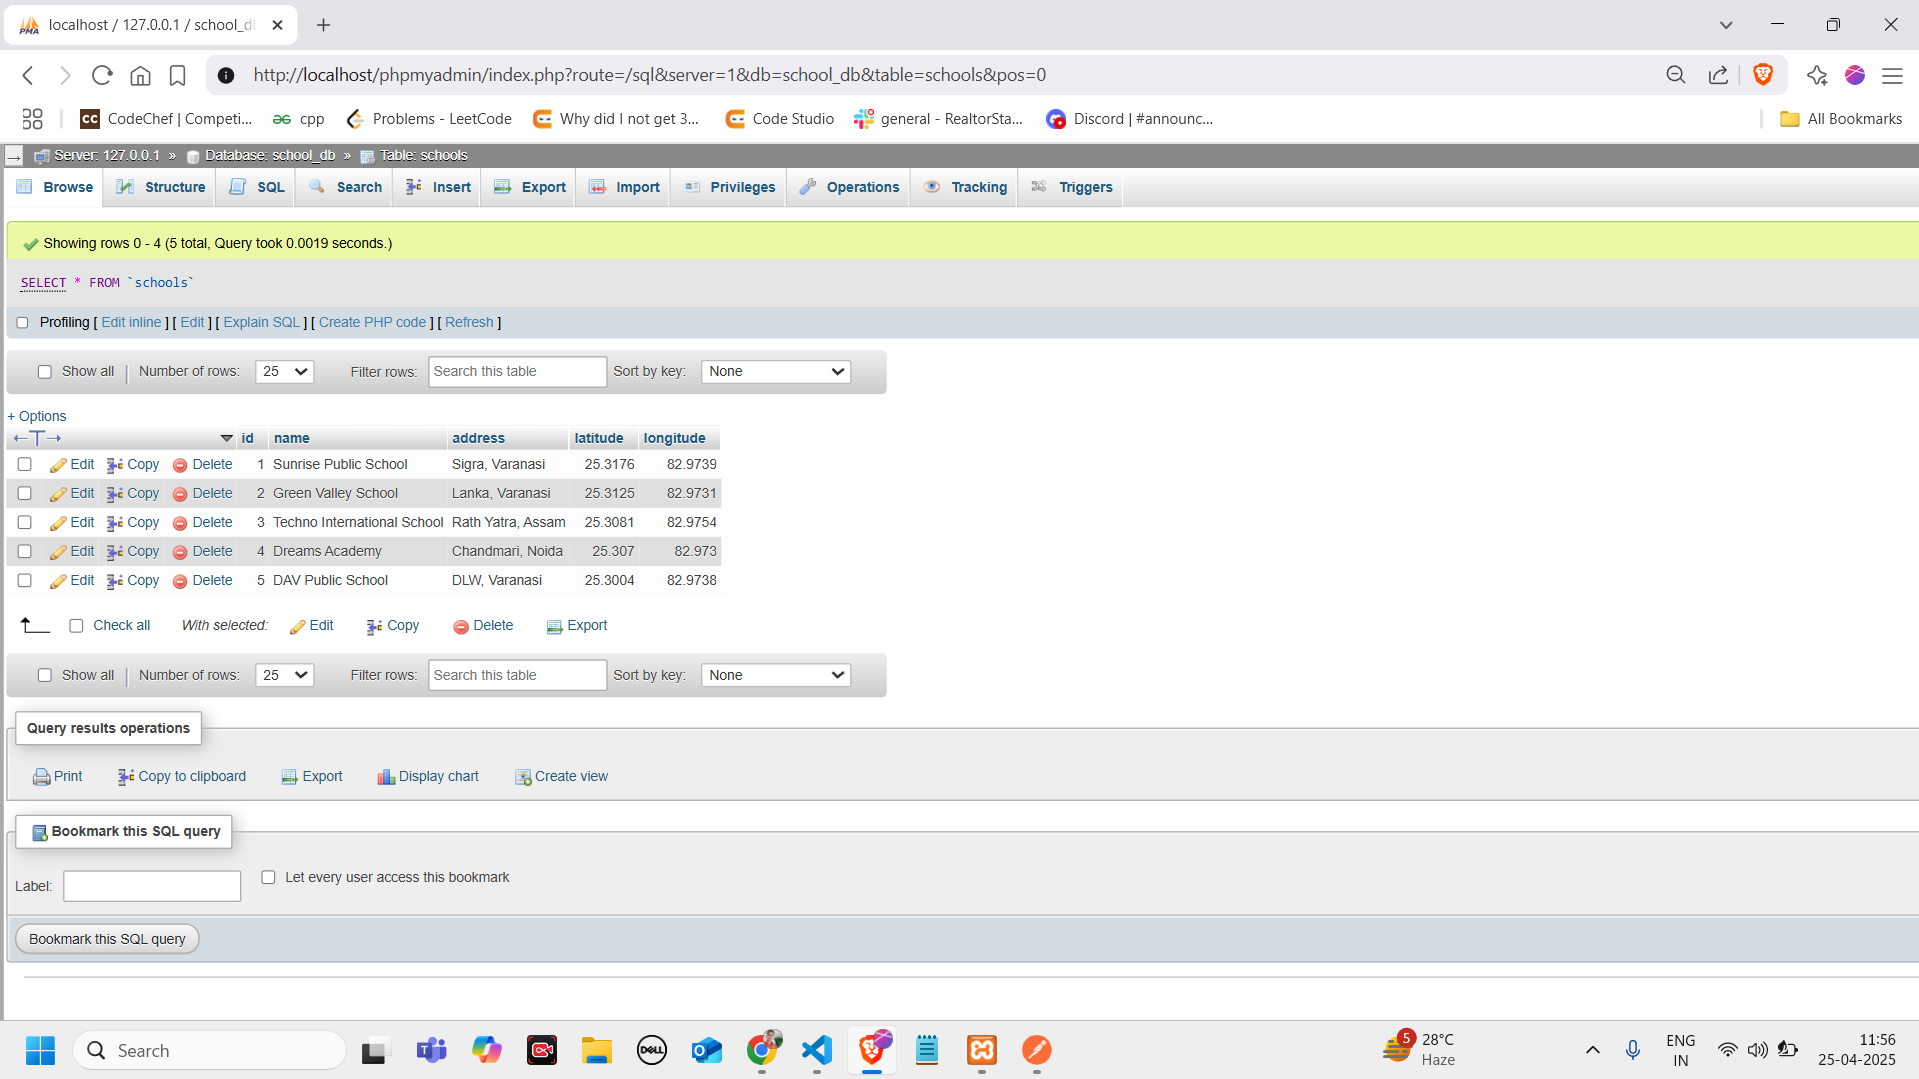 localhost / 127.0.0.1 / school_d
http://localhost/phpmyadmin/index.php?route=/sql&server=1&db=school_db&table=schools&pos=0
CodeChef | Competi... cpp Problems - LeetCode Why did I not get 3... Code Studio general - RealtorSta... Discord | #announc... All Bookmarks
Server: 127.0.0.1 » Database: school_db » Table: schools
Browse Structure SQL Search Insert Export Import Privileges Operations Tracking Triggers
Showing rows 0 - 4 (5 total, Query took 0.0019 seconds.)
SELECT * FROM `schools`
Profiling [ Edit inline ] [ Edit ] [ Explain SQL ] [ Create PHP code ] [ Refresh ]
Show all Number of rows: 25 Filter rows: Search this table Sort by key: None
+ Options
id name address latitude longitude
Edit Copy Delete 1 Sunrise Public School Sigra, Varanasi 25.3176 82.9739
Edit Copy Delete 2 Green Valley School Lanka, Varanasi 25.3125 82.9731
Edit Copy Delete 3 Techno International School Rath Yatra, Assam 25.3081 82.9754
Edit Copy Delete 4 Dreams Academy Chandmari, Noida 25.307 82.973
Edit Copy Delete 5 DAV Public School DLW, Varanasi 25.3004 82.9738
Check all With selected: Edit Copy Delete Export
Show all Number of rows: 25 Filter rows: Search this table Sort by key: None
Query results operations
Print Copy to clipboard Export Display chart Create view
Bookmark this SQL query
Label: Let every user access this bookmark
Bookmark this SQL query
Search
5 28°C
Haze
ENG
IN
11:56
25-04-2025